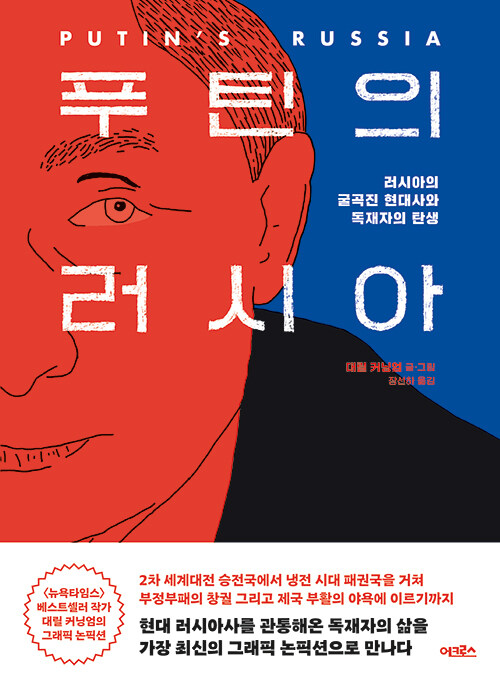 PUTIN'S RUSSIA
푸틴의
러시아의
굴곡진 현대사와
독재자의 탄생
러시아
대릴 커닝엄 글·그림
장선하 옮김
〈뉴욕타임스〉
베스트셀러 작가
대릴 커닝엄의
그래픽 논픽션
2차 세계대전 승전국에서 냉전 시대 패권국을 거쳐
부정부패의 창궐 그리고 제국 부활의 야욕에 이르기까지
현대 러시아사를 관통해온 독재자의 삶을
가장 최신의 그래픽 논픽션으로 만나다
어크로스